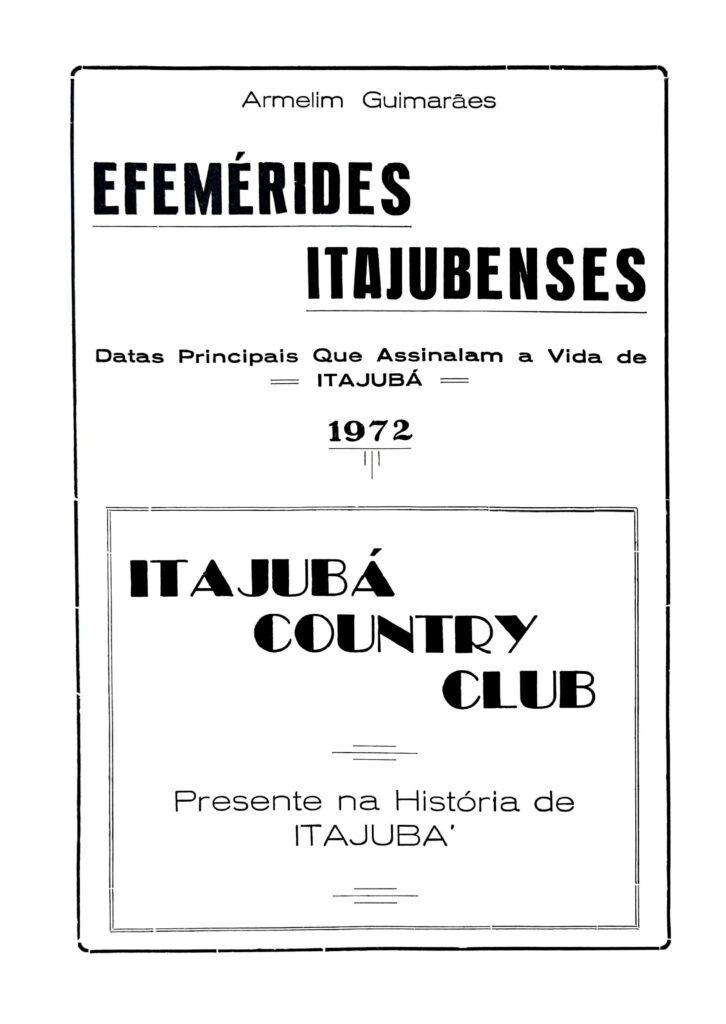 Armelim Guimarães
EFEMÉRIDES
ITAJUBENSES
Datas Principais Que Assinalam a Vida de
ITAJUBÁ
1972
ITAJUBÁ
COUNTRY
CLUB
Presente na História de
ITAJUBA'